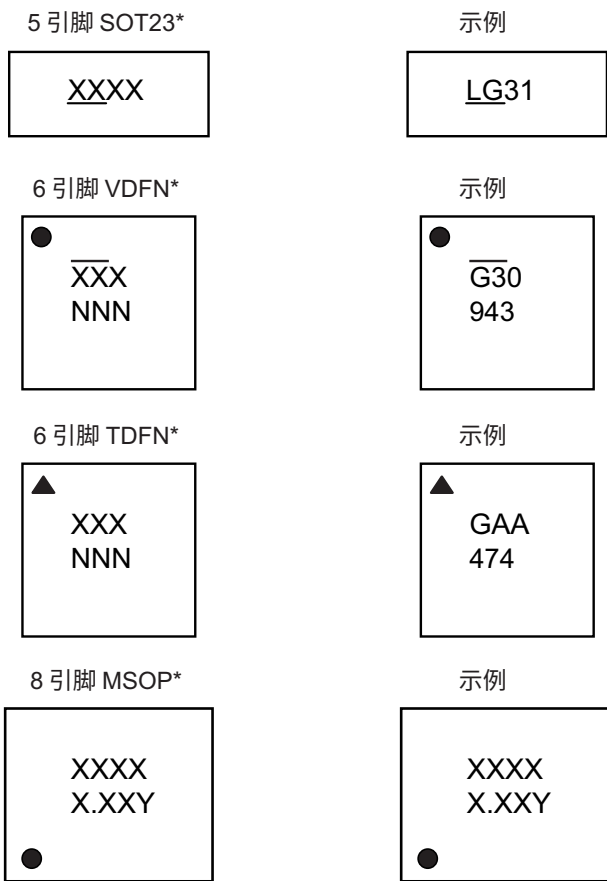 5 引脚 SOT23*
示例
XXXX
LG31
6 引脚 VDFN*
示例
XXX
NNN
G30
943
6 引脚 TDFN*
示例
XXX
NNN
GAA
474
8 引脚 MSOP*
示例
XXXX
X.XXY
XXXX
X.XXY